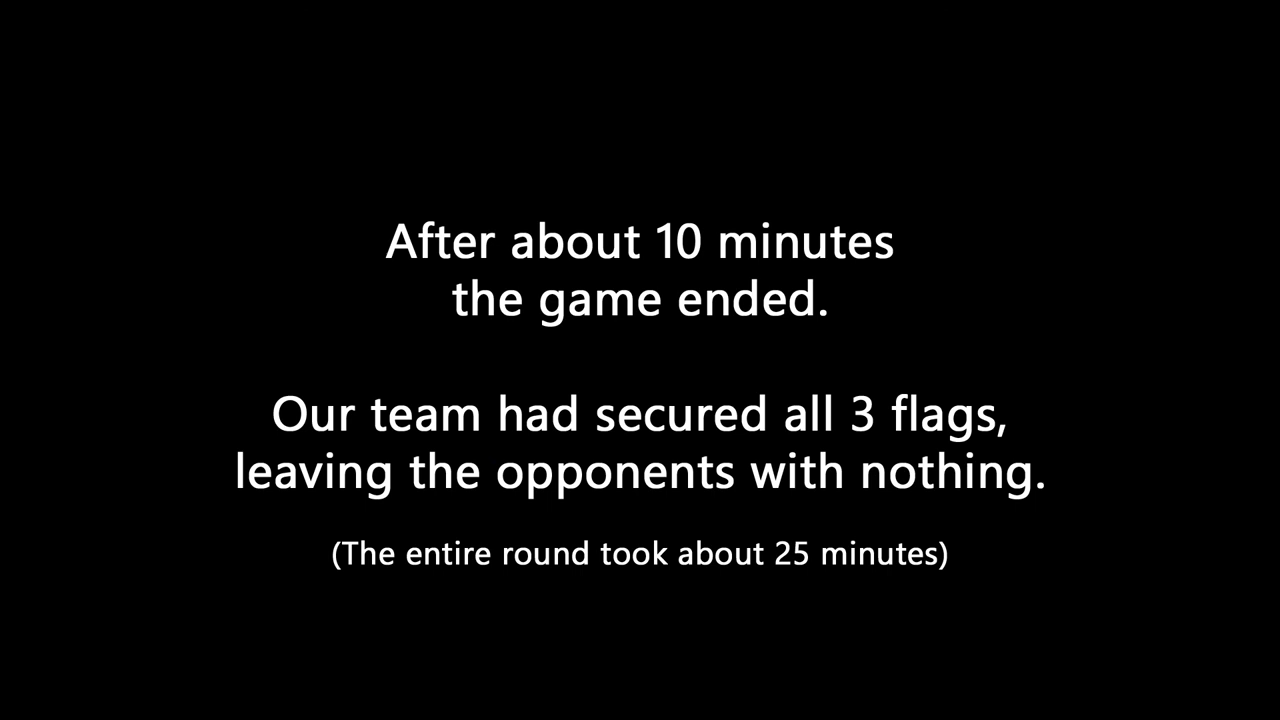 After about 10 minutes
the game ended.
Our team had secured all 3 flags,
leaving the opponents with nothing.
(The entire round took about 25 minutes)